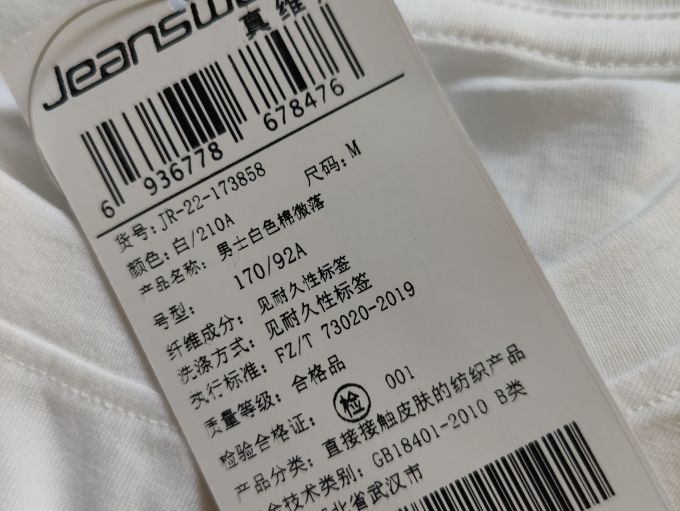 Jeansw
真维
6 936778 678476
货号: JR-22-173858 尺码: M
颜色: 白/210A
产品名称: 男士白色棉微落
号型: 170/92A
纤维成分: 见耐久性标签
洗涤方式: 见耐久性标签
执行标准: FZ/T 73020-2019
质量等级: 合格品
检验合格证: 检 001
产品分类: 直接接触皮肤的纺织产品
技术类别: GB18401-2010 B类
北省武汉市